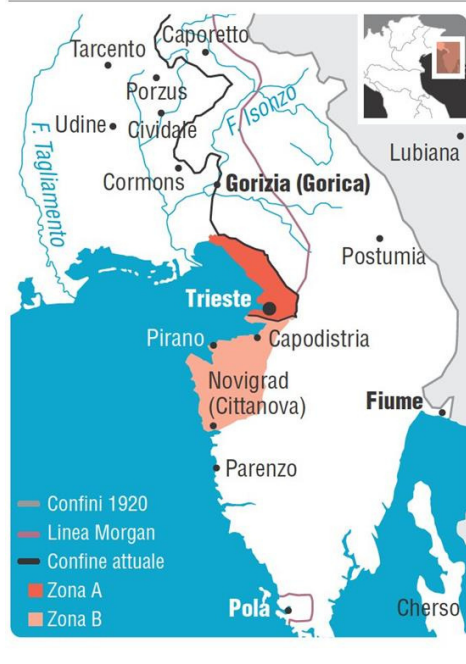 Caporetto
Tarcento
Porzus
F. Isonzo
Udine
Cividale
Lubiana
F. Tagliamento
Cormons
Gorizia (Gorica)
Postumia
Trieste
Pirano
Capodistria
Novigrad
(Cittanova)
Fiume
Parenzo
Confini 1920
Linea Morgan
Confine attuale
Zona A
Zona B
Pola
Cherso